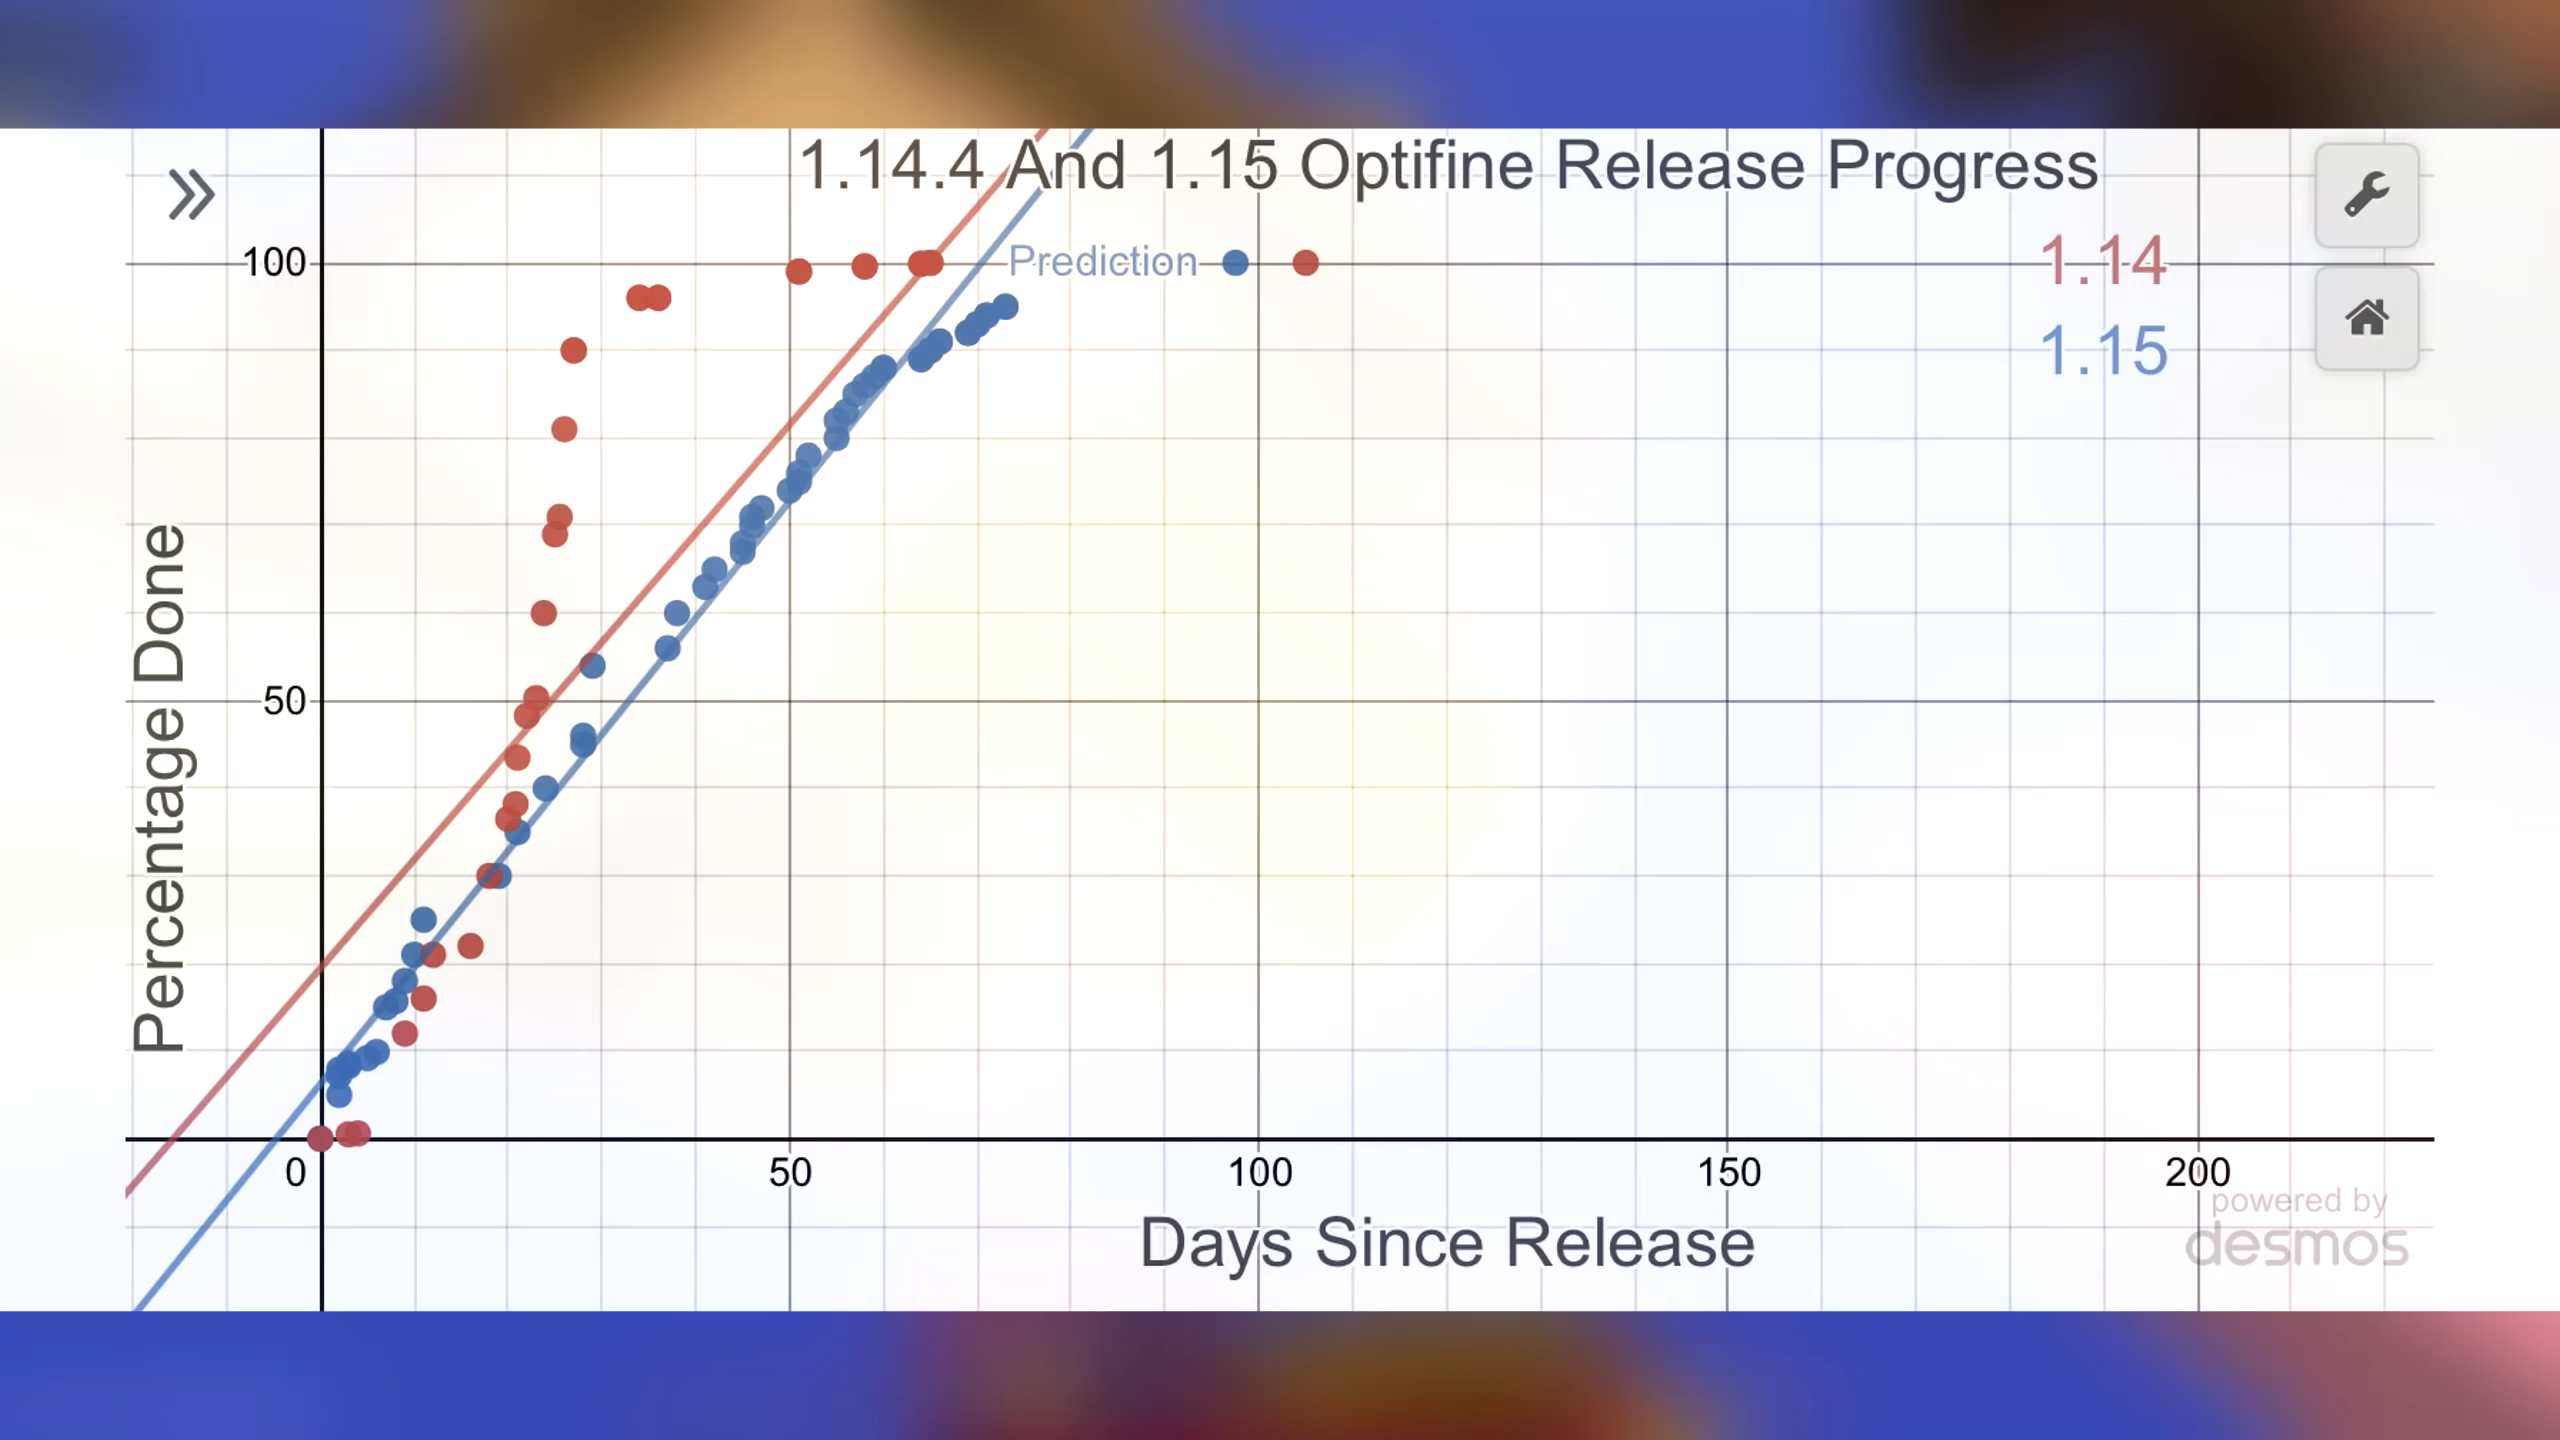 1.14.4 And 1.15 Optifine Release Progress
100
Prediction
1.14
1.15
50
Percentage Done
0
50
100
150
200
Days Since Release
powered by
desmos